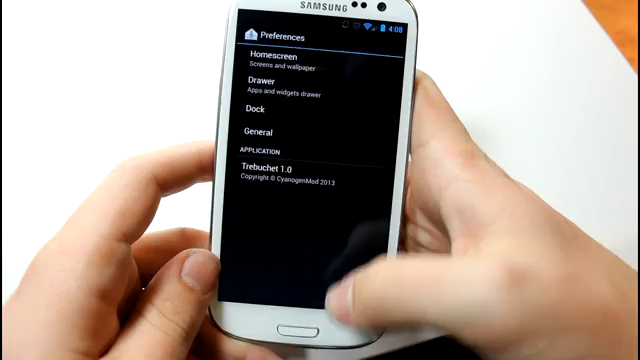 SAMSUNG
4:08
Preferences
Homescreen
Screens and wallpaper
Drawer
Apps and widgets drawer
Dock
General
APPLICATION
Trebuchet 1.0
Copyright © CyanogenMod 2013